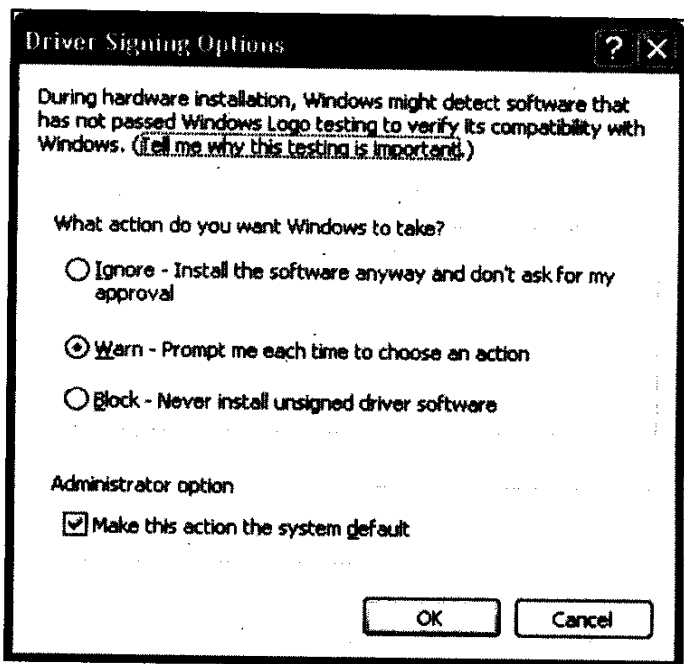 Driver Signing Options
During hardware installation, Windows might detect software that
has not passed Windows Logo testing to verify its compatibility with
Windows. (Tell me why this testing is important.)
What action do you want Windows to take?
Ignore - Install the software anyway and don't ask for my
approval
Warn - Prompt me each time to choose an action
Block - Never install unsigned driver software
Administrator option
Make this action the system default
OK
Cancel